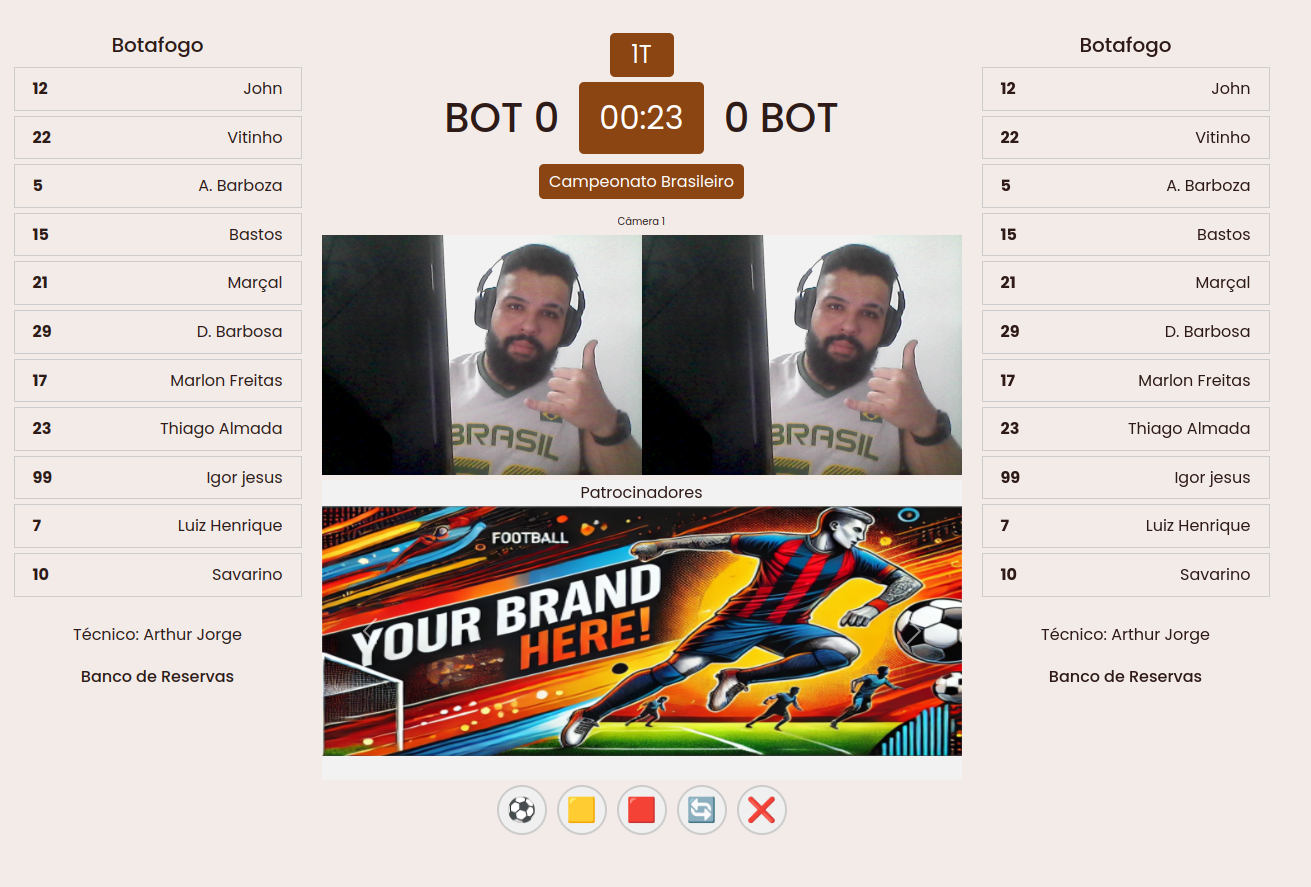 Botafogo
12 John
22 Vitinho
5 A. Barboza
15 Bastos
21 Marçal
29 D. Barbosa
17 Marlon Freitas
23 Thiago Almada
99 Igor jesus
7 Luiz Henrique
10 Savarino
Técnico: Arthur Jorge
Banco de Reservas
1T
BOT 0 00:23 0 BOT
Campeonato Brasileiro
Câmera 1
BRASIL
BRASIL
Patrocinadores
FOOTBALL
YOUR BRAND
HERE!
Botafogo
12 John
22 Vitinho
5 A. Barboza
15 Bastos
21 Marçal
29 D. Barbosa
17 Marlon Freitas
23 Thiago Almada
99 Igor jesus
7 Luiz Henrique
10 Savarino
Técnico: Arthur Jorge
Banco de Reservas